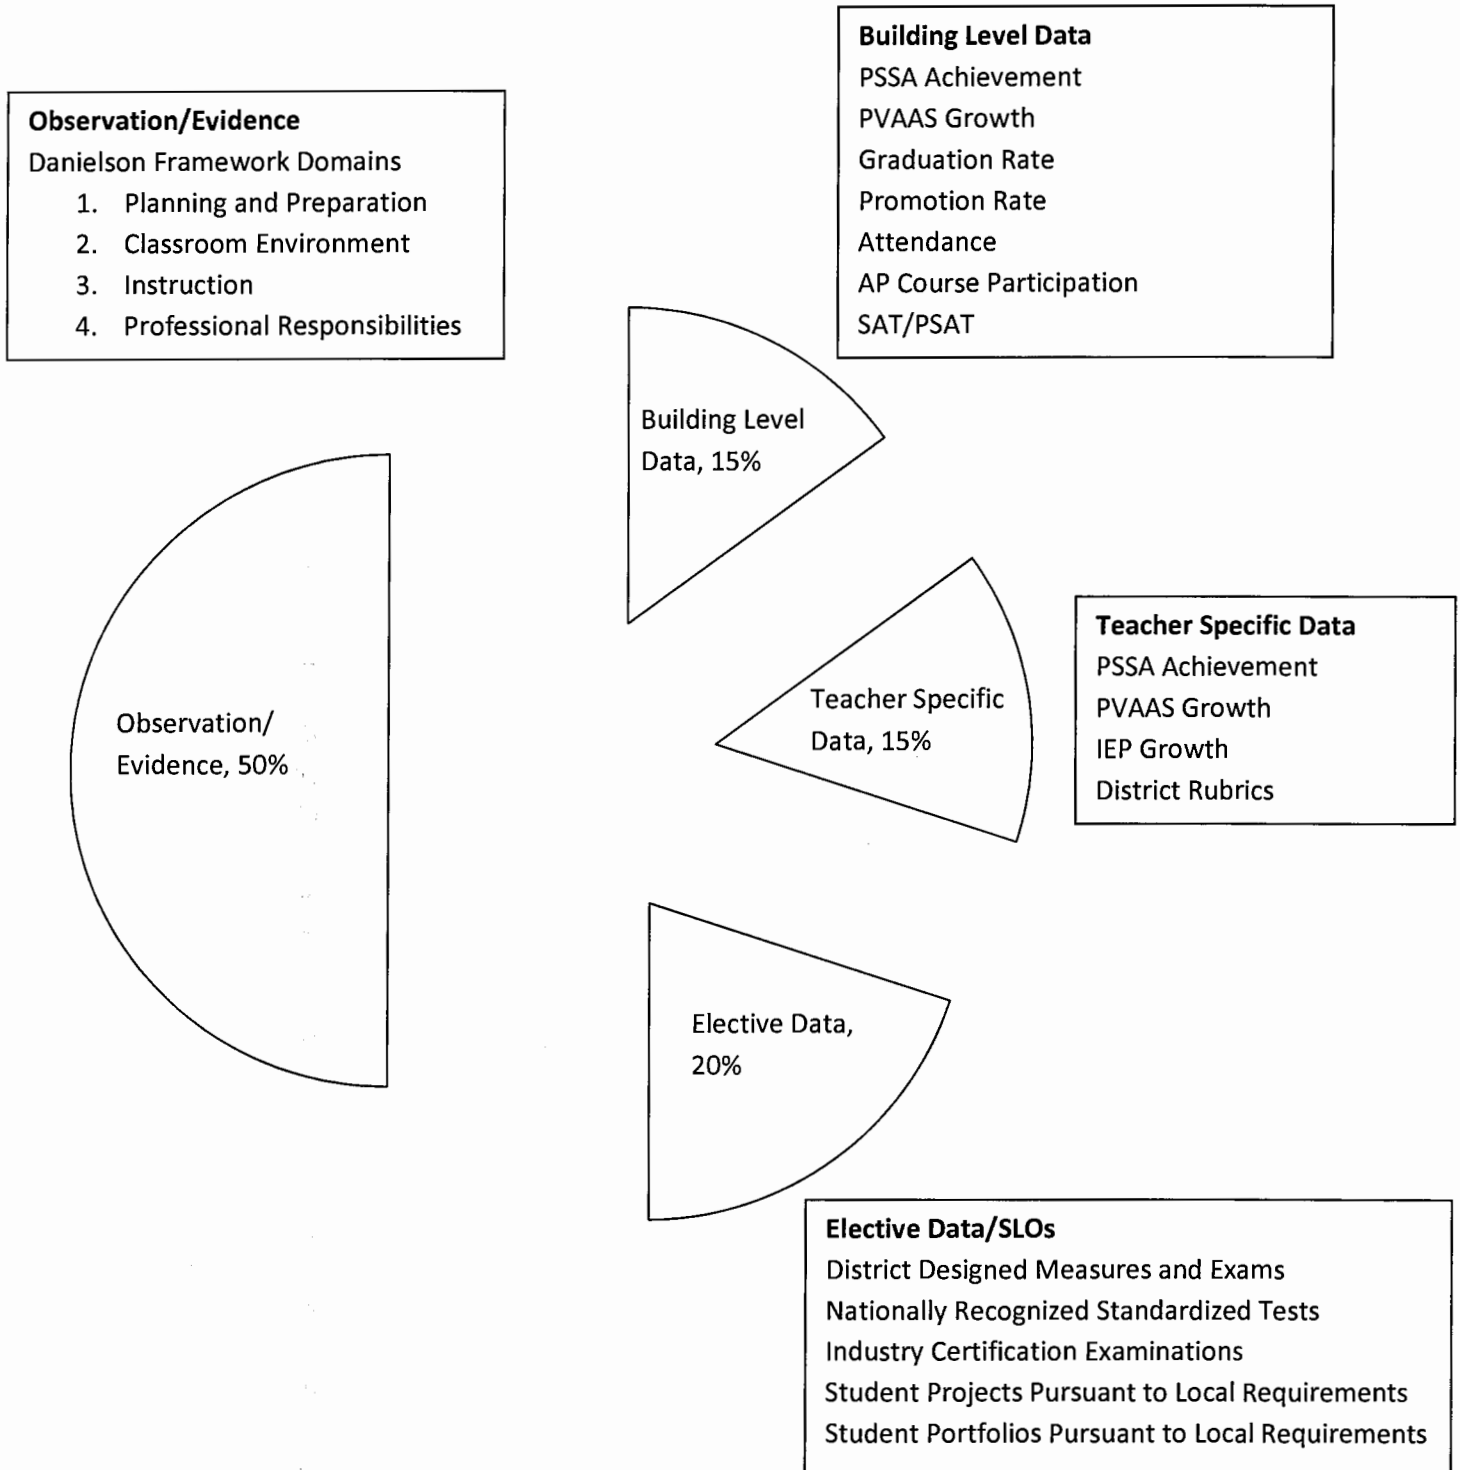 Building Level Data
PSSA Achievement
PVAAS Growth
Graduation Rate
Promotion Rate
Attendance
AP Course Participation
SAT/PSAT
Observation/Evidence
Danielson Framework Domains
1. Planning and Preparation
2. Classroom Environment
3. Instruction
4. Professional Responsibilities
Building Level
Data, 15%
Teacher Specific
Data, 15%
Teacher Specific Data
PSSA Achievement
PVAAS Growth
IEP Growth
District Rubrics
Observation/
Evidence, 50%
Elective Data,
20%
Elective Data/SLOs
District Designed Measures and Exams
Nationally Recognized Standardized Tests
Industry Certification Examinations
Student Projects Pursuant to Local Requirements
Student Portfolios Pursuant to Local Requirements